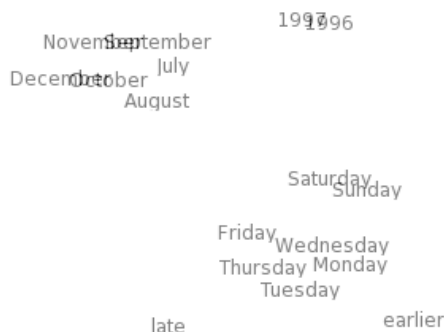 1997 1996
November September
July
December October
August
Saturday
Sunday
Friday
Wednesday
Thursday Monday
Tuesday
late earlier